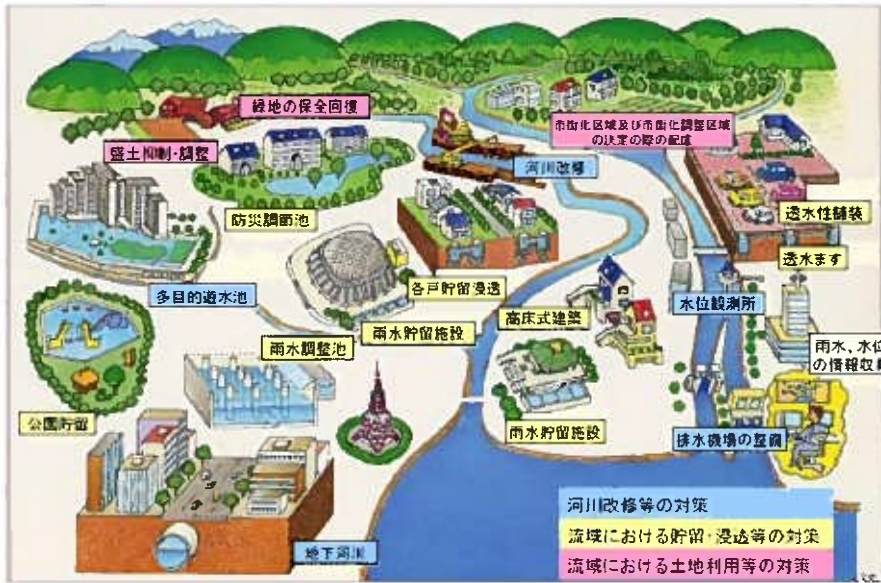 緑地の保全回復
市街化区域及び市街化調整区域
の決定の際の配慮
盛土抑制・調整
河川改修
透水性舗装
防災調節池
透水ます
各戸貯留浸透
多目的遊水池
水位観測所
高床式建築
雨水貯留施設
雨水調整池
雨水、水位
の情報収
公園貯留
雨水貯留施設
排水機場の整備
地下河川
河川改修等の対策
流域における貯留・浸透等の対策
流域における土地利用等の対策